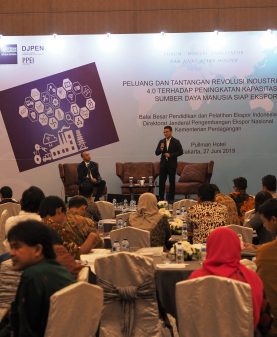 DJPEN
PPEI
PELUANG DAN TANTANGAN REVOLUSI INDUSTRI
4.0 TERHADAP PENINGKATAN KAPASITAS
SUMBER DAYA MANUSIA SIAP EKSPOR
Balai Besar Pendidikan dan Pelatihan Ekspor Indonesia
Direktorat Jenderal Pengembangan Ekspor Nasional
Kementerian Perdagangan
Pullman Hotel
Jakarta, 27 Juni 2019